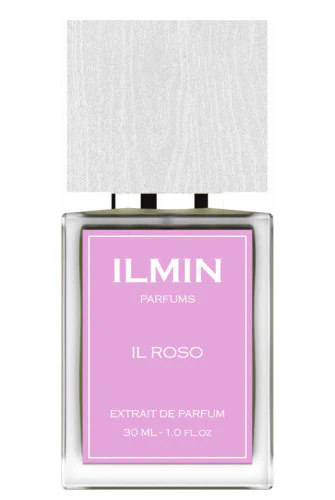 ILMIN
PARFUMS
IL ROSO
EXTRAIT DE PARFUM
30 ML - 1,0 FL.OZ